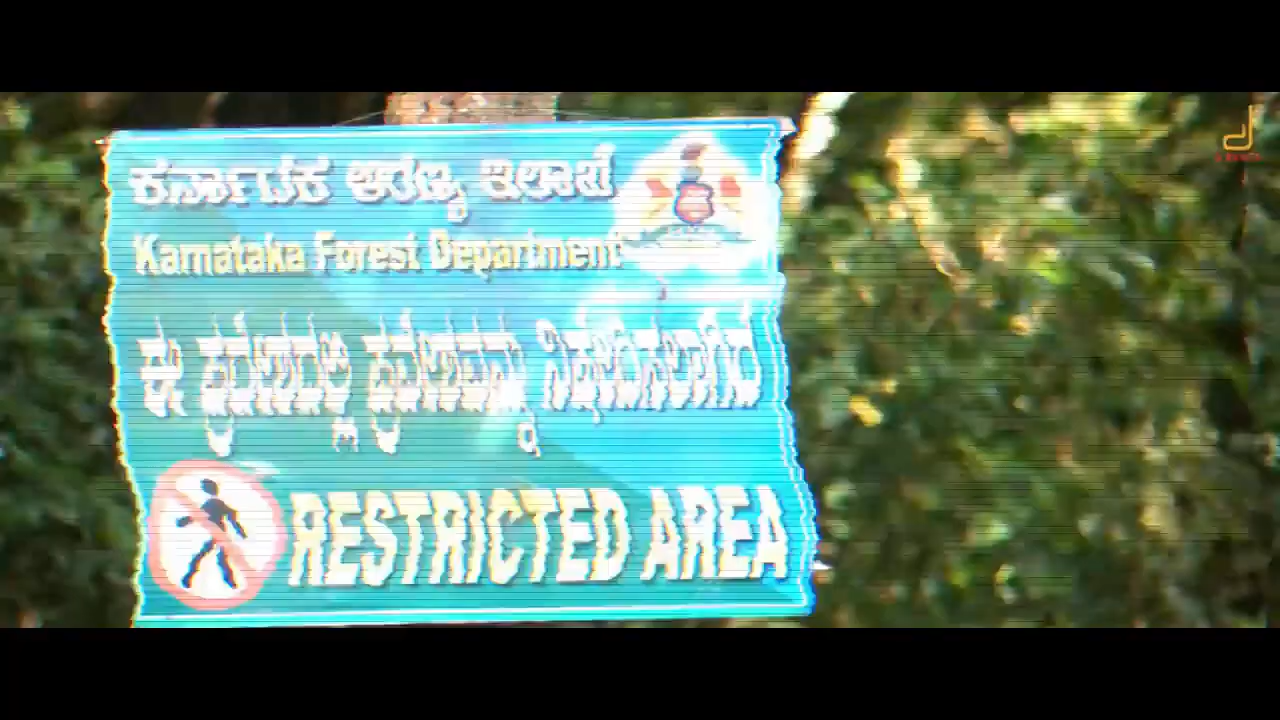 ಕರ್ನಾಟಕ ಅರಣ್ಯ ಇಲಾಖೆ
Karnataka Forest Department
ಈ ಪ್ರದೇಶದಲ್ಲಿ ಪ್ರವೇಶವನ್ನು ನಿಷೇಧಿಸಲಾಗಿದೆ
RESTRICTED AREA